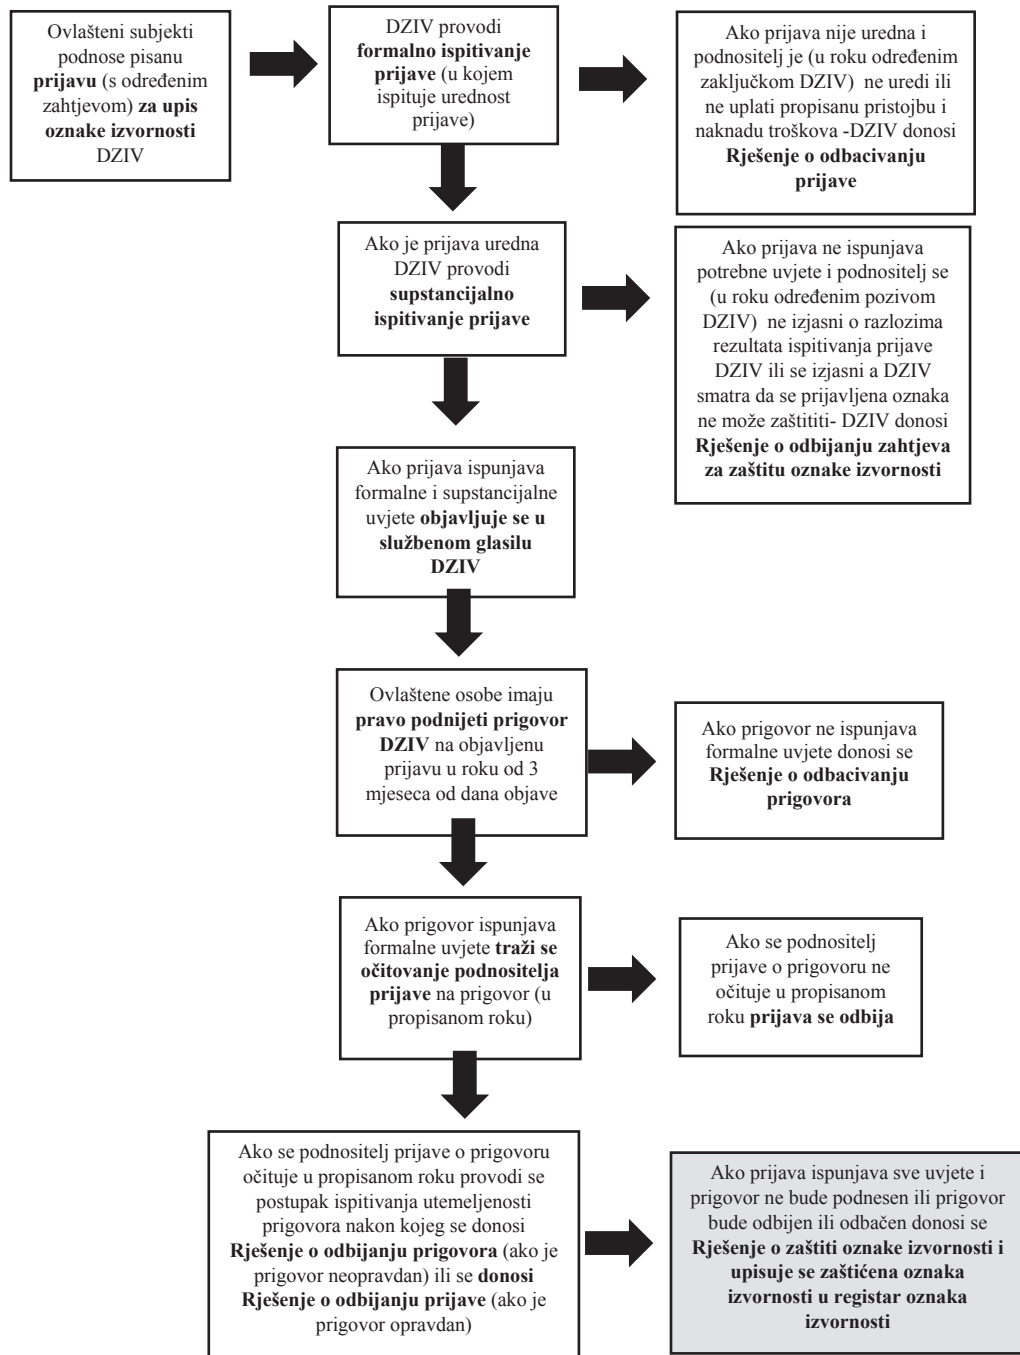 Ovlašteni subjekti
podnose pisanu
prijavu (s određenim
zahtjevom) za upis
oznake izvornosti
DZIV
DZIV provodi
formalno ispitivanje
prijave (u kojem
ispituje urednost
prijave)
Ako prijava nije uredna i
podnositelj je (u roku određenim
zaključkom DZIV) ne uredi ili
ne uplati propisanu pristojbu i
naknadu troškova -DZIV donosi
Rješenje o odbacivanju
prijave
Ako je prijava uredna
DZIV provodi
supstancijalno
ispitivanje prijave
Ako prijava ne ispunjava
potrebne uvjete i podnositelj se
(u roku određenim pozivom
DZIV) ne izjasni o razlozima
rezultata ispitivanja prijave
DZIV ili se izjasni a DZIV
smatra da se prijavljena oznaka
ne može zaštititi- DZIV donosi
Rješenje o odbijanju zahtjeva
za zaštitu oznake izvornosti
Ako prijava ispunjava
formalne i supstancijalne
uvjete objavljuje se u
službenom glasilu
DZIV
Ovlaštene osobe imaju
pravo podnijeti prigovor
DZIV na objavljenu
prijavu u roku od 3
mjeseca od dana objave
Ako prigovor ne ispunjava
formalne uvjete donosi se
Rješenje o odbacivanju
prigovora
Ako prigovor ispunjava
formalne uvjete traži se
očitovanje podnositelja
prijave na prigovor (u
propisanom roku)
Ako se podnositelj
prijave o prigovoru ne
očituje u propisanom
roku prijava se odbija
Ako se podnositelj prijave o prigovoru
očituje u propisanom roku provodi se
postupak ispitivanja utemeljenosti
prigovora nakon kojeg se donosi
Rješenje o odbijanju prigovora (ako je
prigovor neopravdan) ili se donosi
Rješenje o odbijanju prijave (ako je
prigovor opravdan)
Ako prijava ispunjava sve uvjete i
prigovor ne bude podnesen ili prigovor
bude odbijen ili odbačen donosi se
Rješenje o zaštiti oznake izvornosti i
upisuje se zaštićena oznaka
izvornosti u registar oznaka
izvornosti